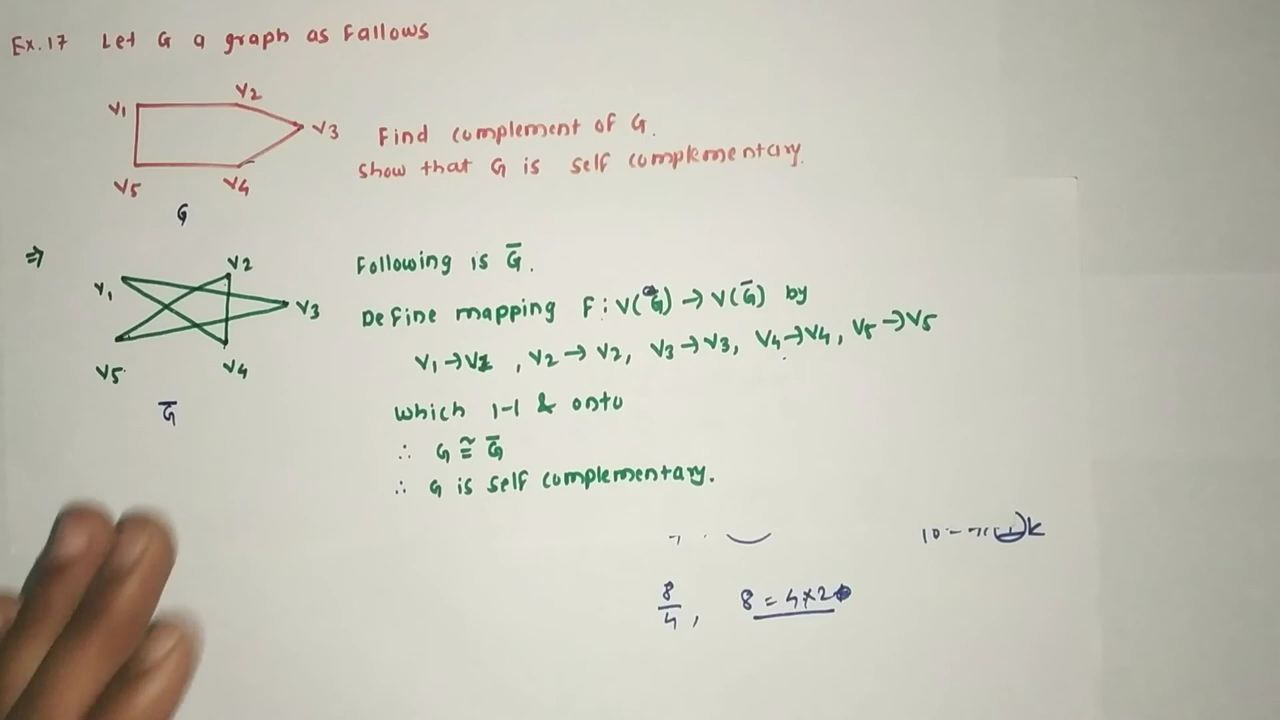 Ex.17 Let G a graph as Fallows
V1 V2 V3 V4 V5
G
Find complement of G.
Show that G is self complementary.
⇒ Following is G̅.
V1 V2 V3 V4 V5
G̅
Define mapping F : V(G) → V(G̅) by
V1 → , V2 → V2, V3 → V3, V4 → V4, V5 → V5
which 1-1 & onto
∴ G ≅ G̅
∴ G is self complementary.
8/4, 8 = 4×2